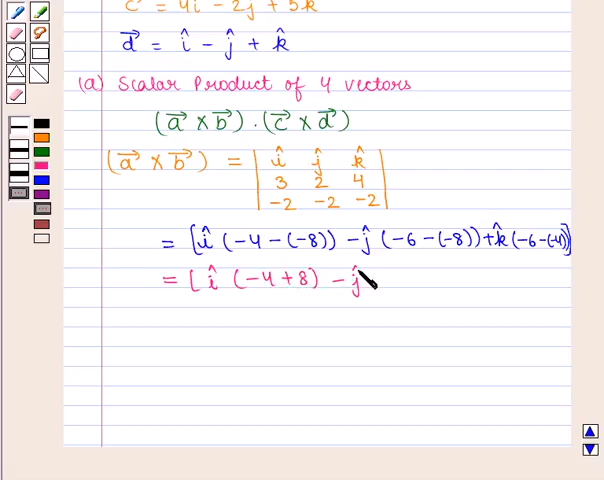 c⃗ = 4î - 2ĵ + 5k̂
d⃗ = î - ĵ + k̂
(a) Scalar Product of 4 vectors
(a⃗ × b⃗) . (c⃗ × d⃗)
(a⃗ × b⃗) = | î ĵ k̂ |
| 3 2 4 |
| -2 -2 -2 |
= [î (-4 - (-8)) - ĵ (-6 - (-8)) + k̂ (-6 - (-4))]
= [ î (-4 + 8) - ĵ